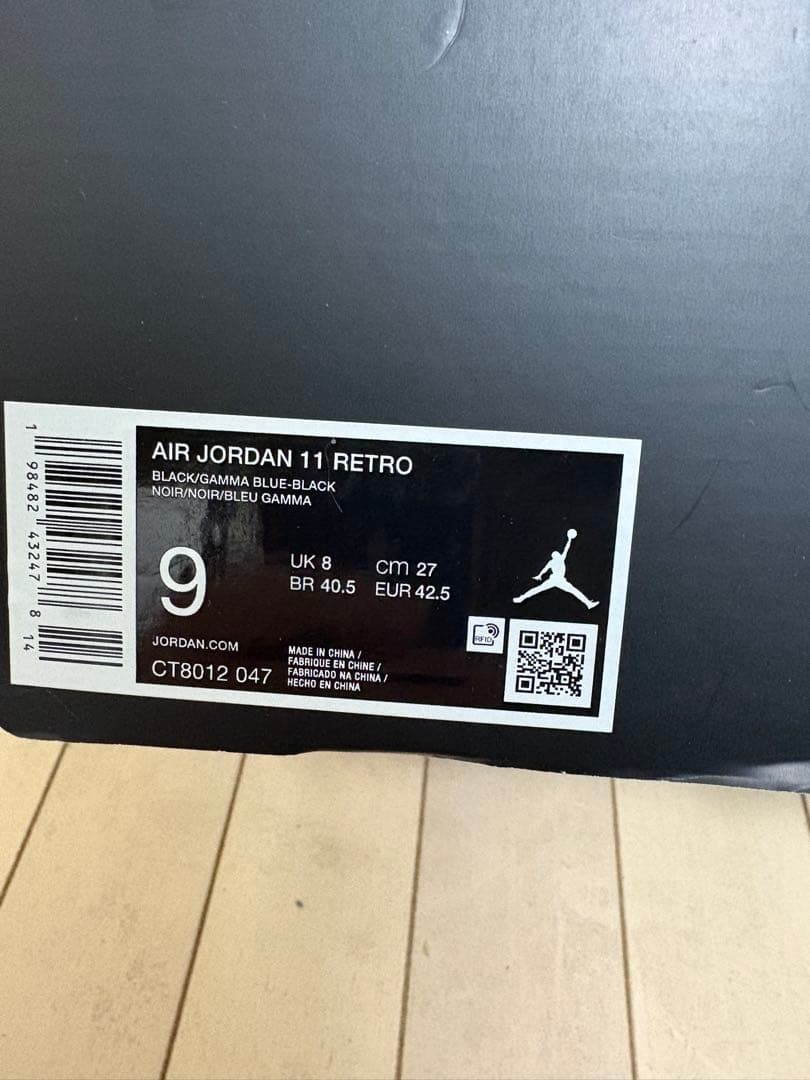 AIR JORDAN 11 RETRO
BLACK/GAMMA BLUE-BLACK
NOIR/NOIR/BLEU GAMMA
9
UK 8 cm 27
BR 40.5 EUR 42.5
JORDAN.COM
CT8012 047
MADE IN CHINA /
FABRIQUE EN CHINE /
FABRICADO NA CHINA /
HECHO EN CHINA
RFID
1 98482 43247 8 14